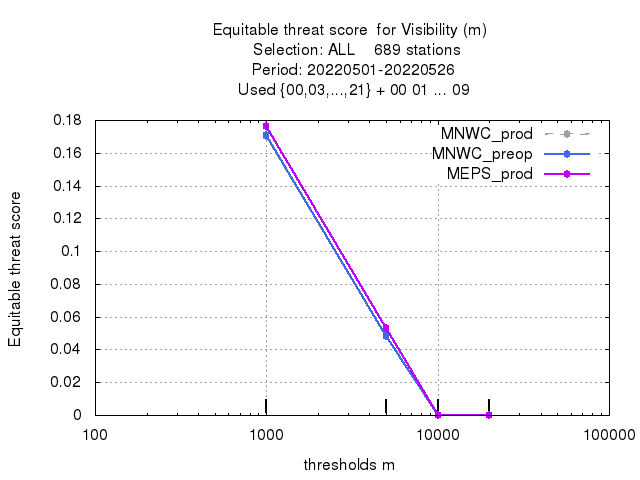 Equitable threat score  for Visibility (m)
Selection: ALL    689 stations
Period: 20220501-20220526
Used {00,03,...,21} + 00 01 ... 09
0.18
0.16
0.14
0.12
0.1
0.08
0.06
0.04
0.02
0
Equitable threat score
MNWC_prod
MNWC_preop
MEPS_prod
100
1000
10000
100000
thresholds m